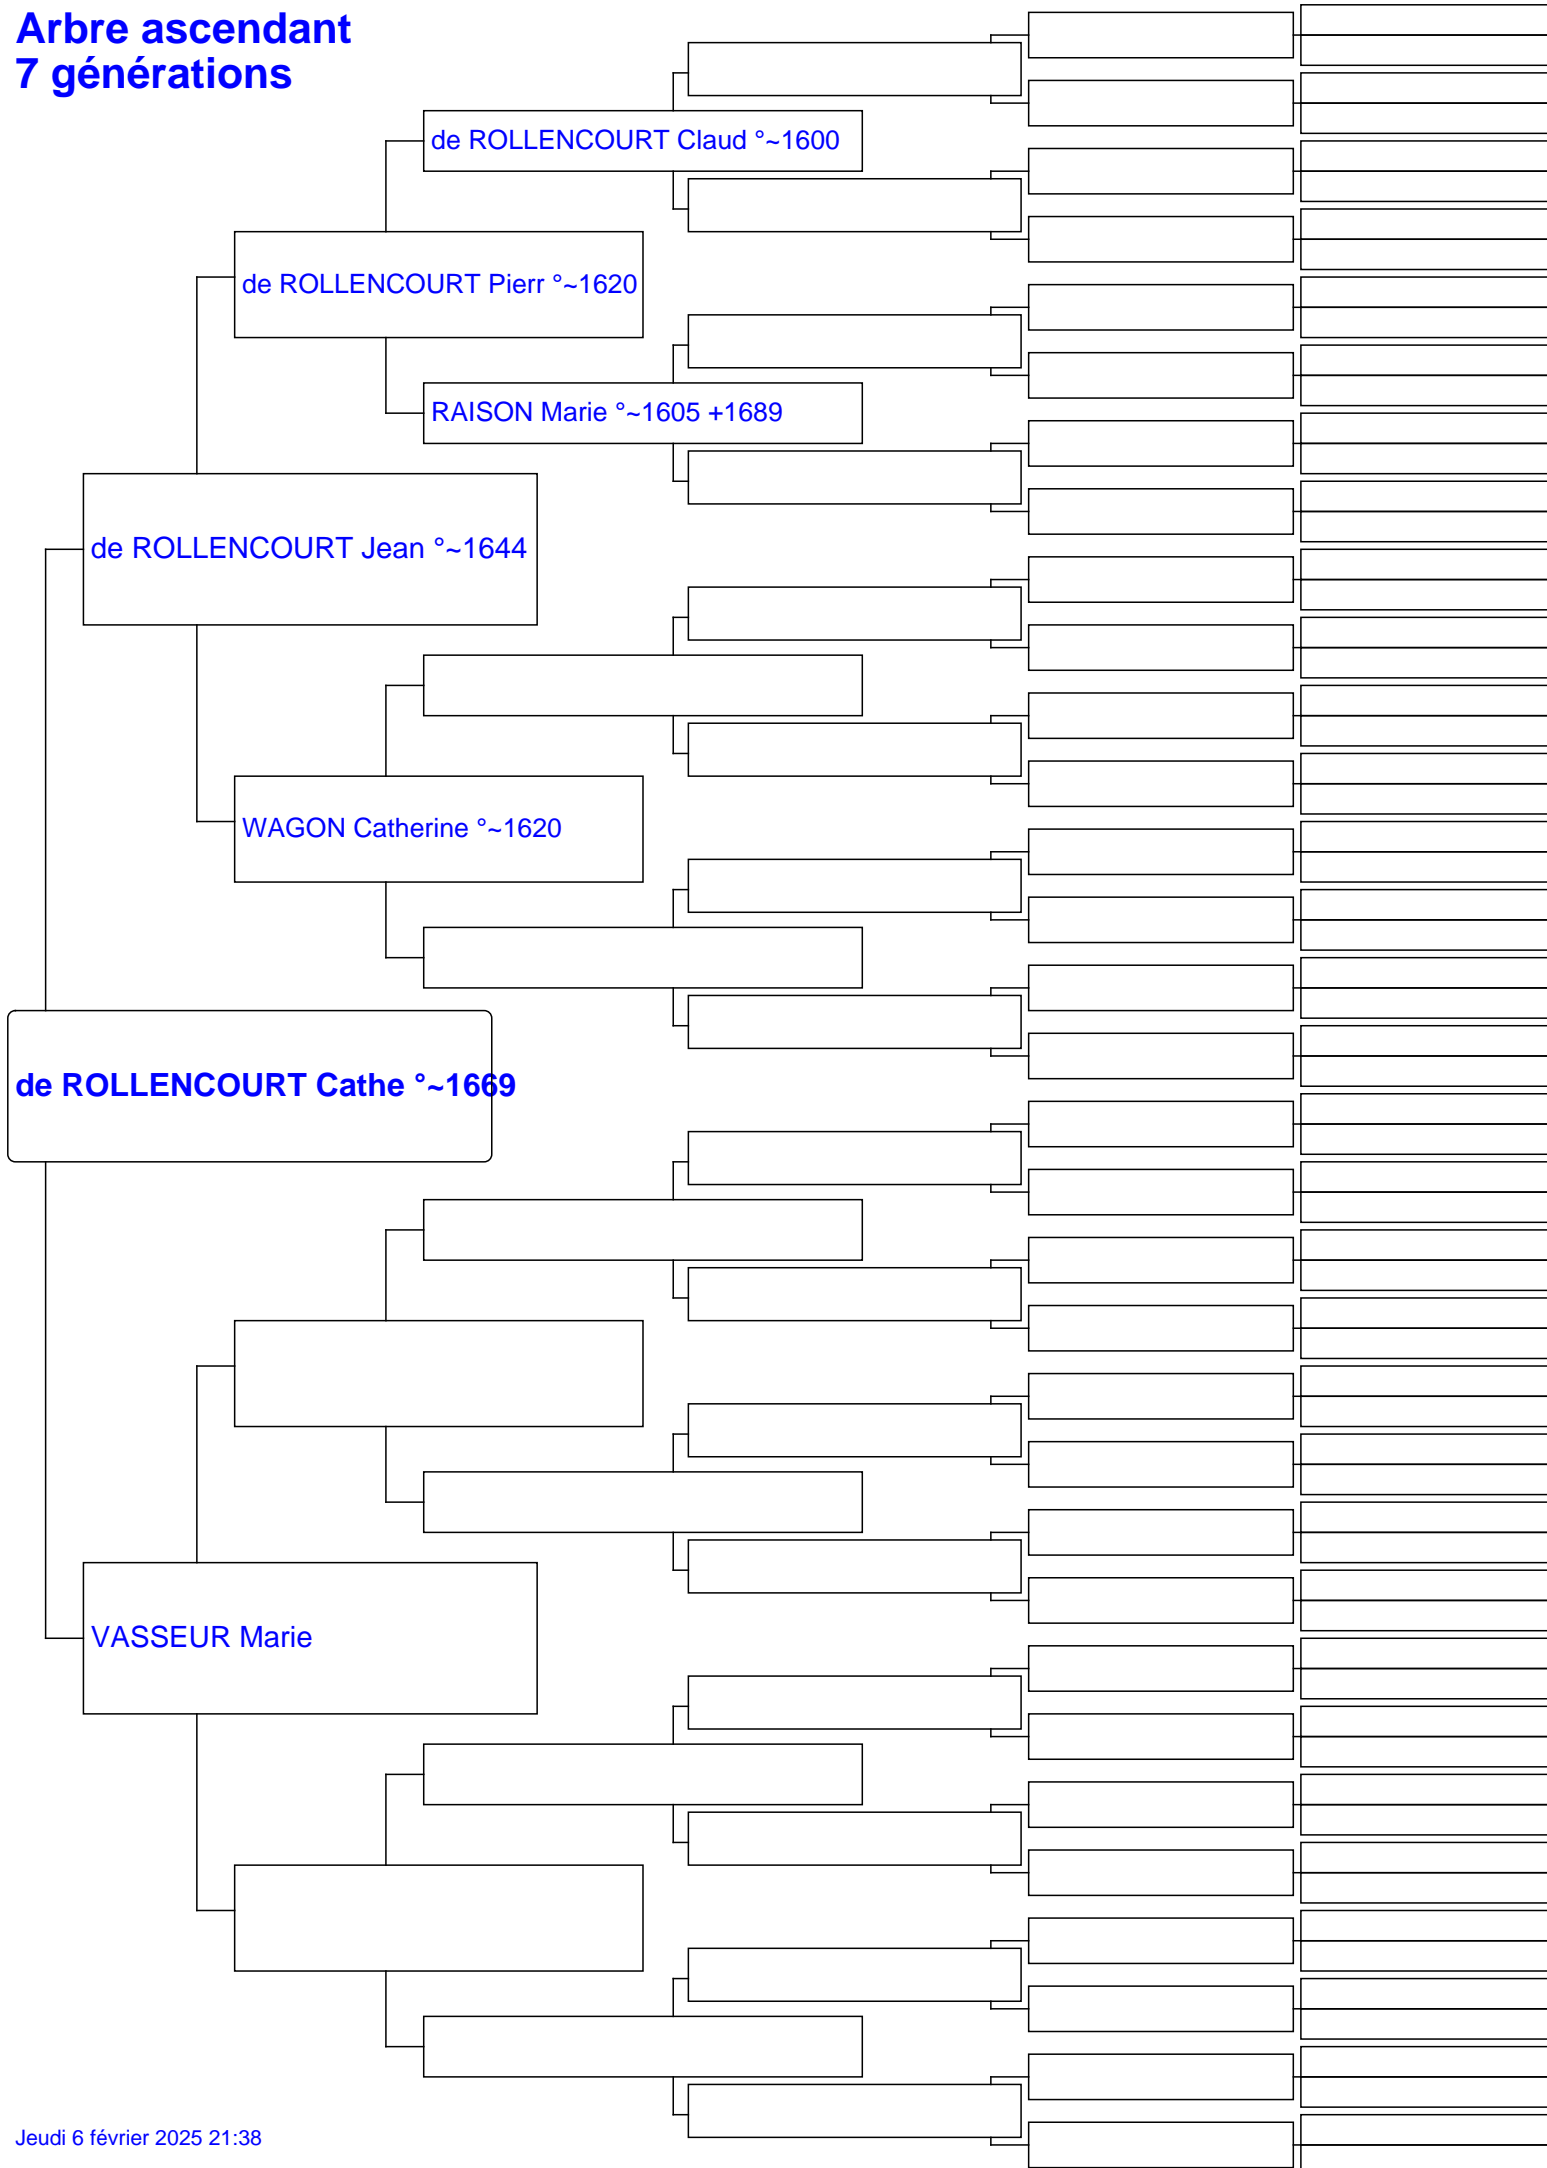 Arbre ascendant
7 générations
de ROLLENCOURT Claud °~1600
de ROLLENCOURT Pierr °~1620
RAISON Marie °~1605 +1689
de ROLLENCOURT Jean °~1644
WAGON Catherine °~1620
de ROLLENCOURT Cathe °~1669
VASSEUR Marie
Jeudi 6 février 2025 21:38